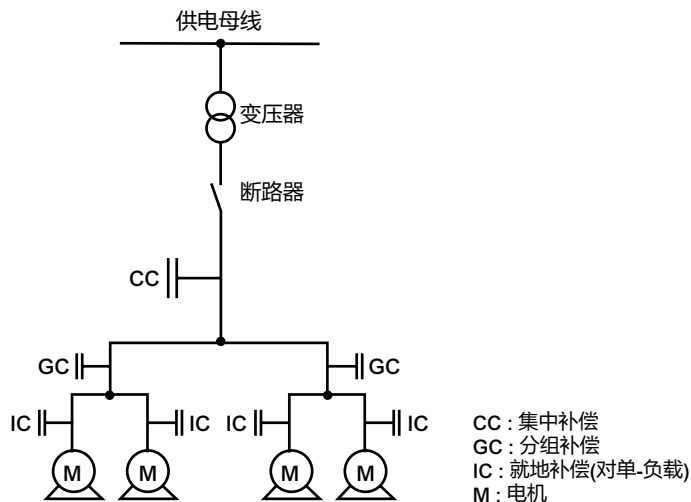 供电母线
变压器
断路器
CC
GC
GC
IC
IC
IC
IC
M
M
M
M
CC : 集中补偿
GC : 分组补偿
IC : 就地补偿(对单-负载)
M : 电机